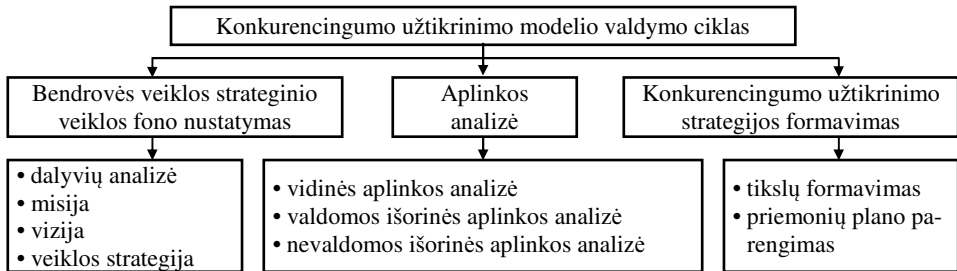 Konkurencingumo užtikrinimo modelio valdymo ciklas
Bendrovės veiklos strateginio
veiklos fono nustatymas
Aplinkos
analizė
Konkurencingumo užtikrinimo
strategijos formavimas
• dalyvių analizė
• misija
• vizija
• veiklos strategija
• vidinės aplinkos analizė
• valdomos išorinės aplinkos analizė
• nevaldomos išorinės aplinkos analizė
• tikslų formavimas
• priemonių plano pa-
rengimas